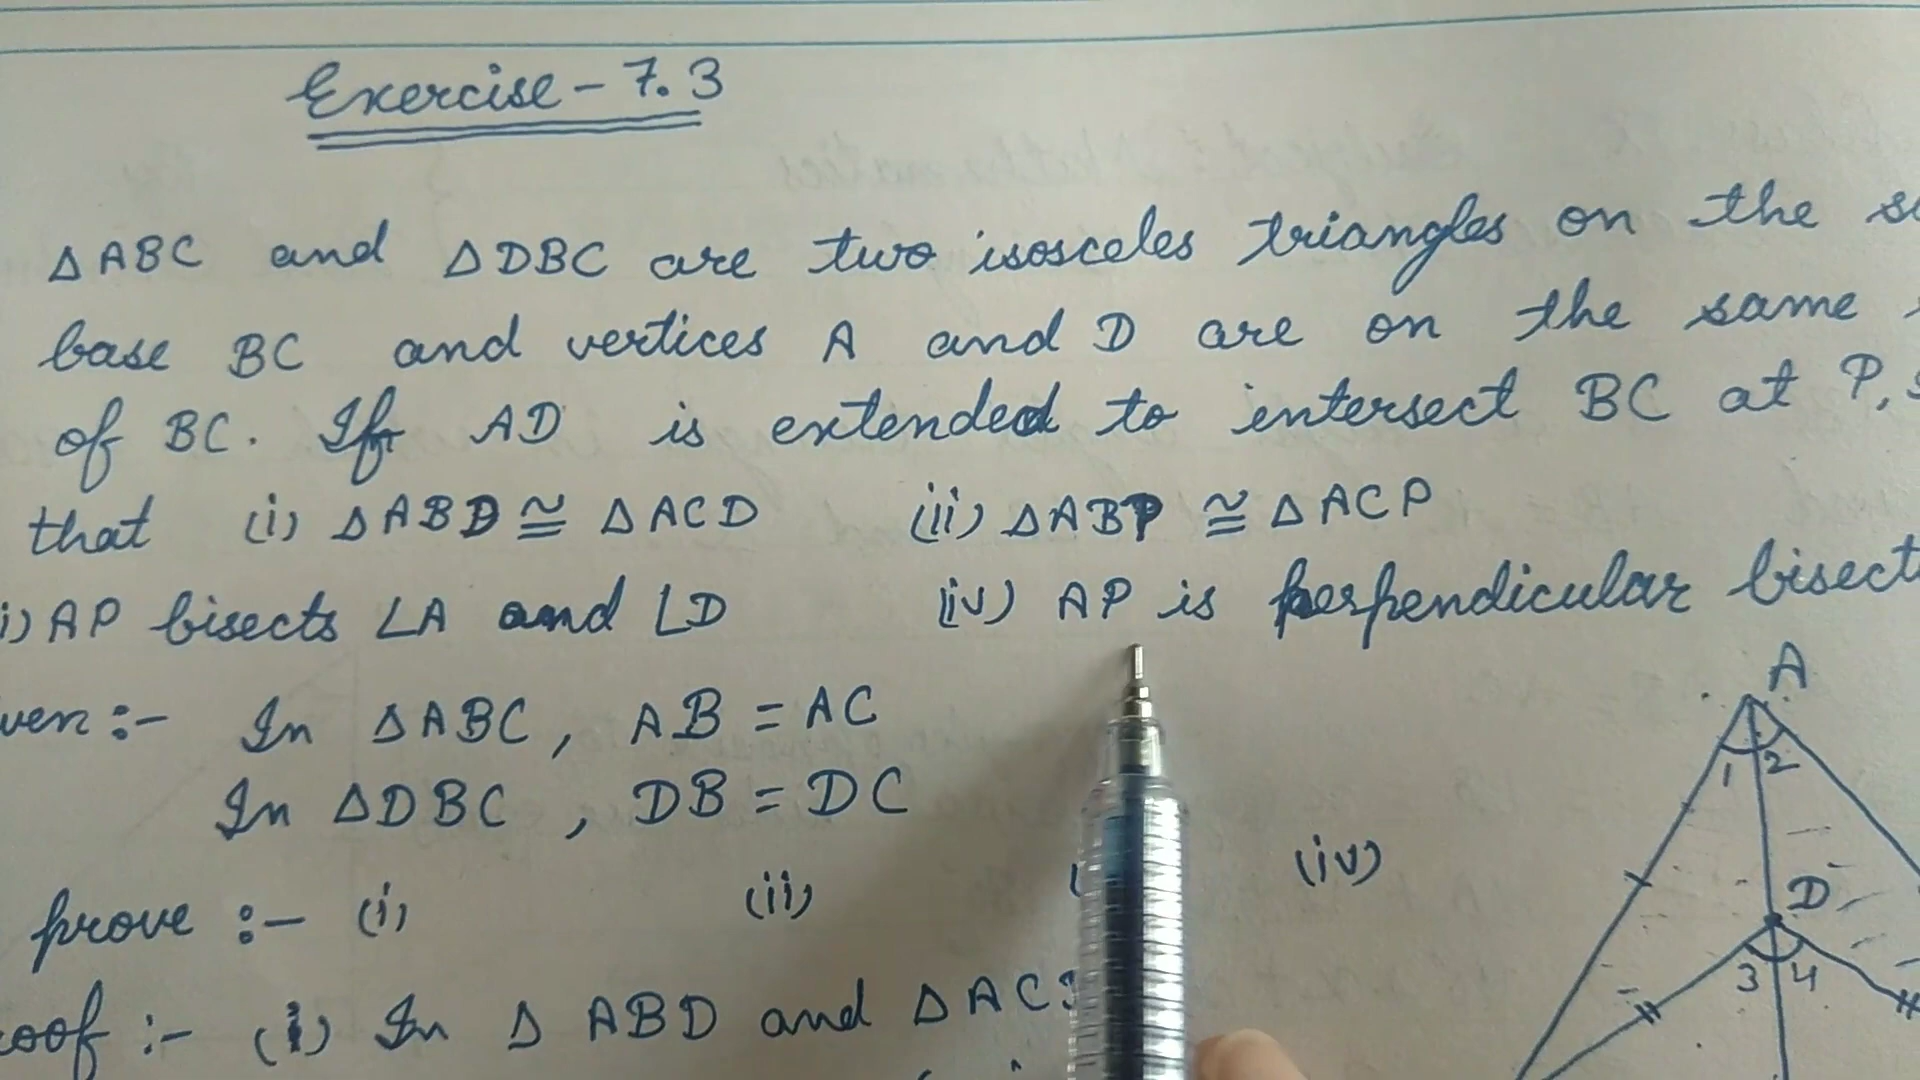 Exercise - 7.3
△ABC and △DBC are two isosceles triangles on the
base BC and vertices A and D are on the same
of BC. If AD is extended to intersect BC at P,
that (i) △ABD ≅ △ACD (ii) △ABP ≅ △ACP
i) AP bisects ∠A and ∠D (iv) AP is perpendicular bisect
ven :- In △ABC, AB = AC
In △DBC, DB = DC
prove :- (i) (ii) (iv)
oof :- (i) In △ ABD and △AC
A
1 2
D
3 4